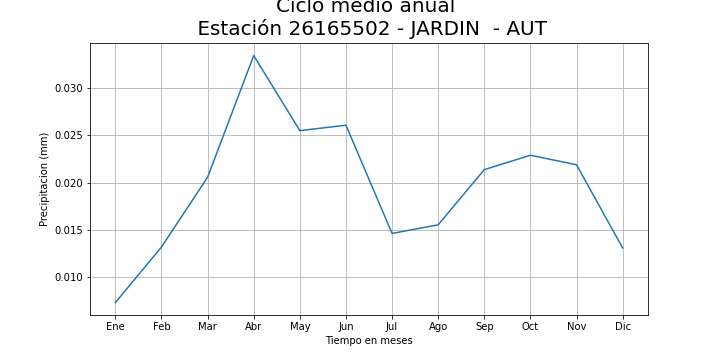 Ciclo medio anual
Estación 26165502 - JARDIN - AUT
0.030
0.025
0.020
0.015
0.010
Precipitacion (mm)
Ene Feb Mar Abr May Jun Jul Ago Sep Oct Nov Dic
Tiempo en meses